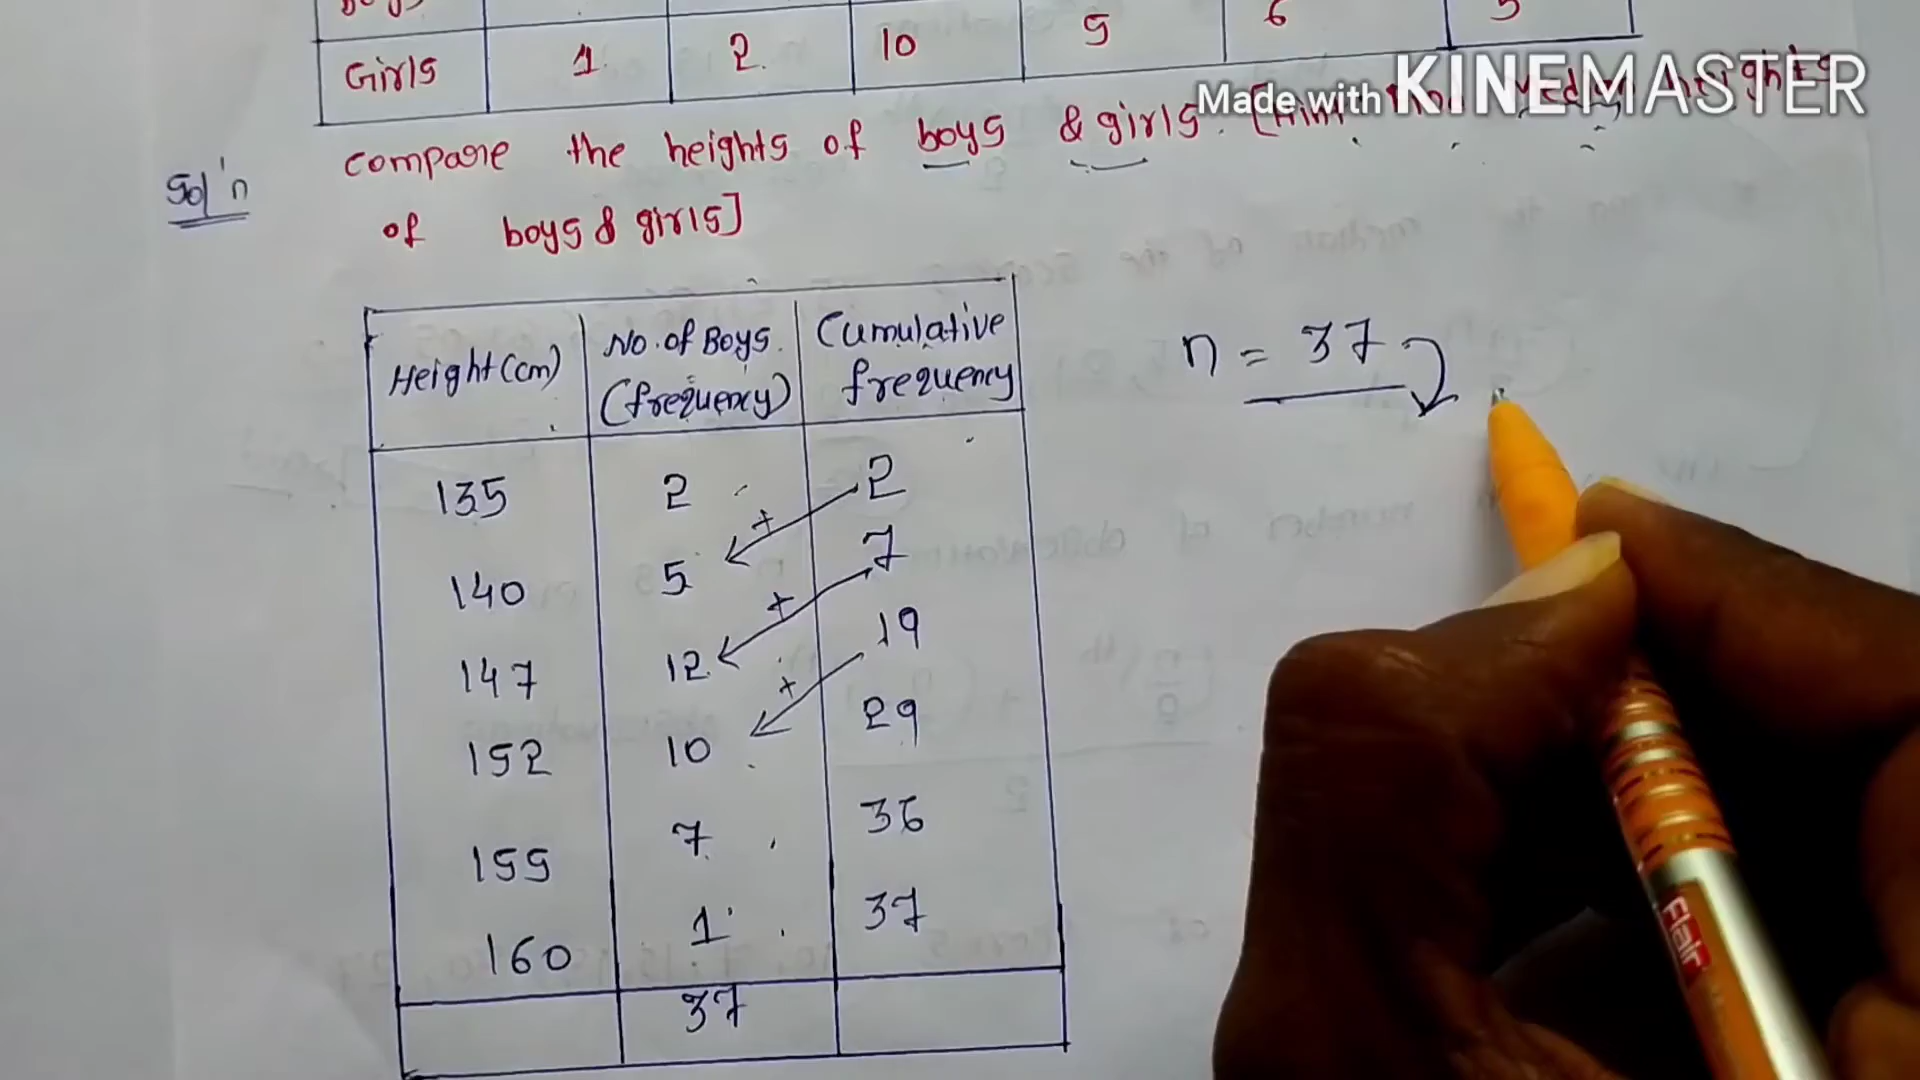 Girls 1 2 10 5 6 5
Made with KINEMASTER
Sol'n
compare the heights of boys & girls. heights
of boys & girls]
Height(cm) No. of Boys (frequency) Cumulative frequency
135 2 2
140 5 7
147 12 19
152 10 29
155 7 36
160 1 37
37
n = 37
Flair